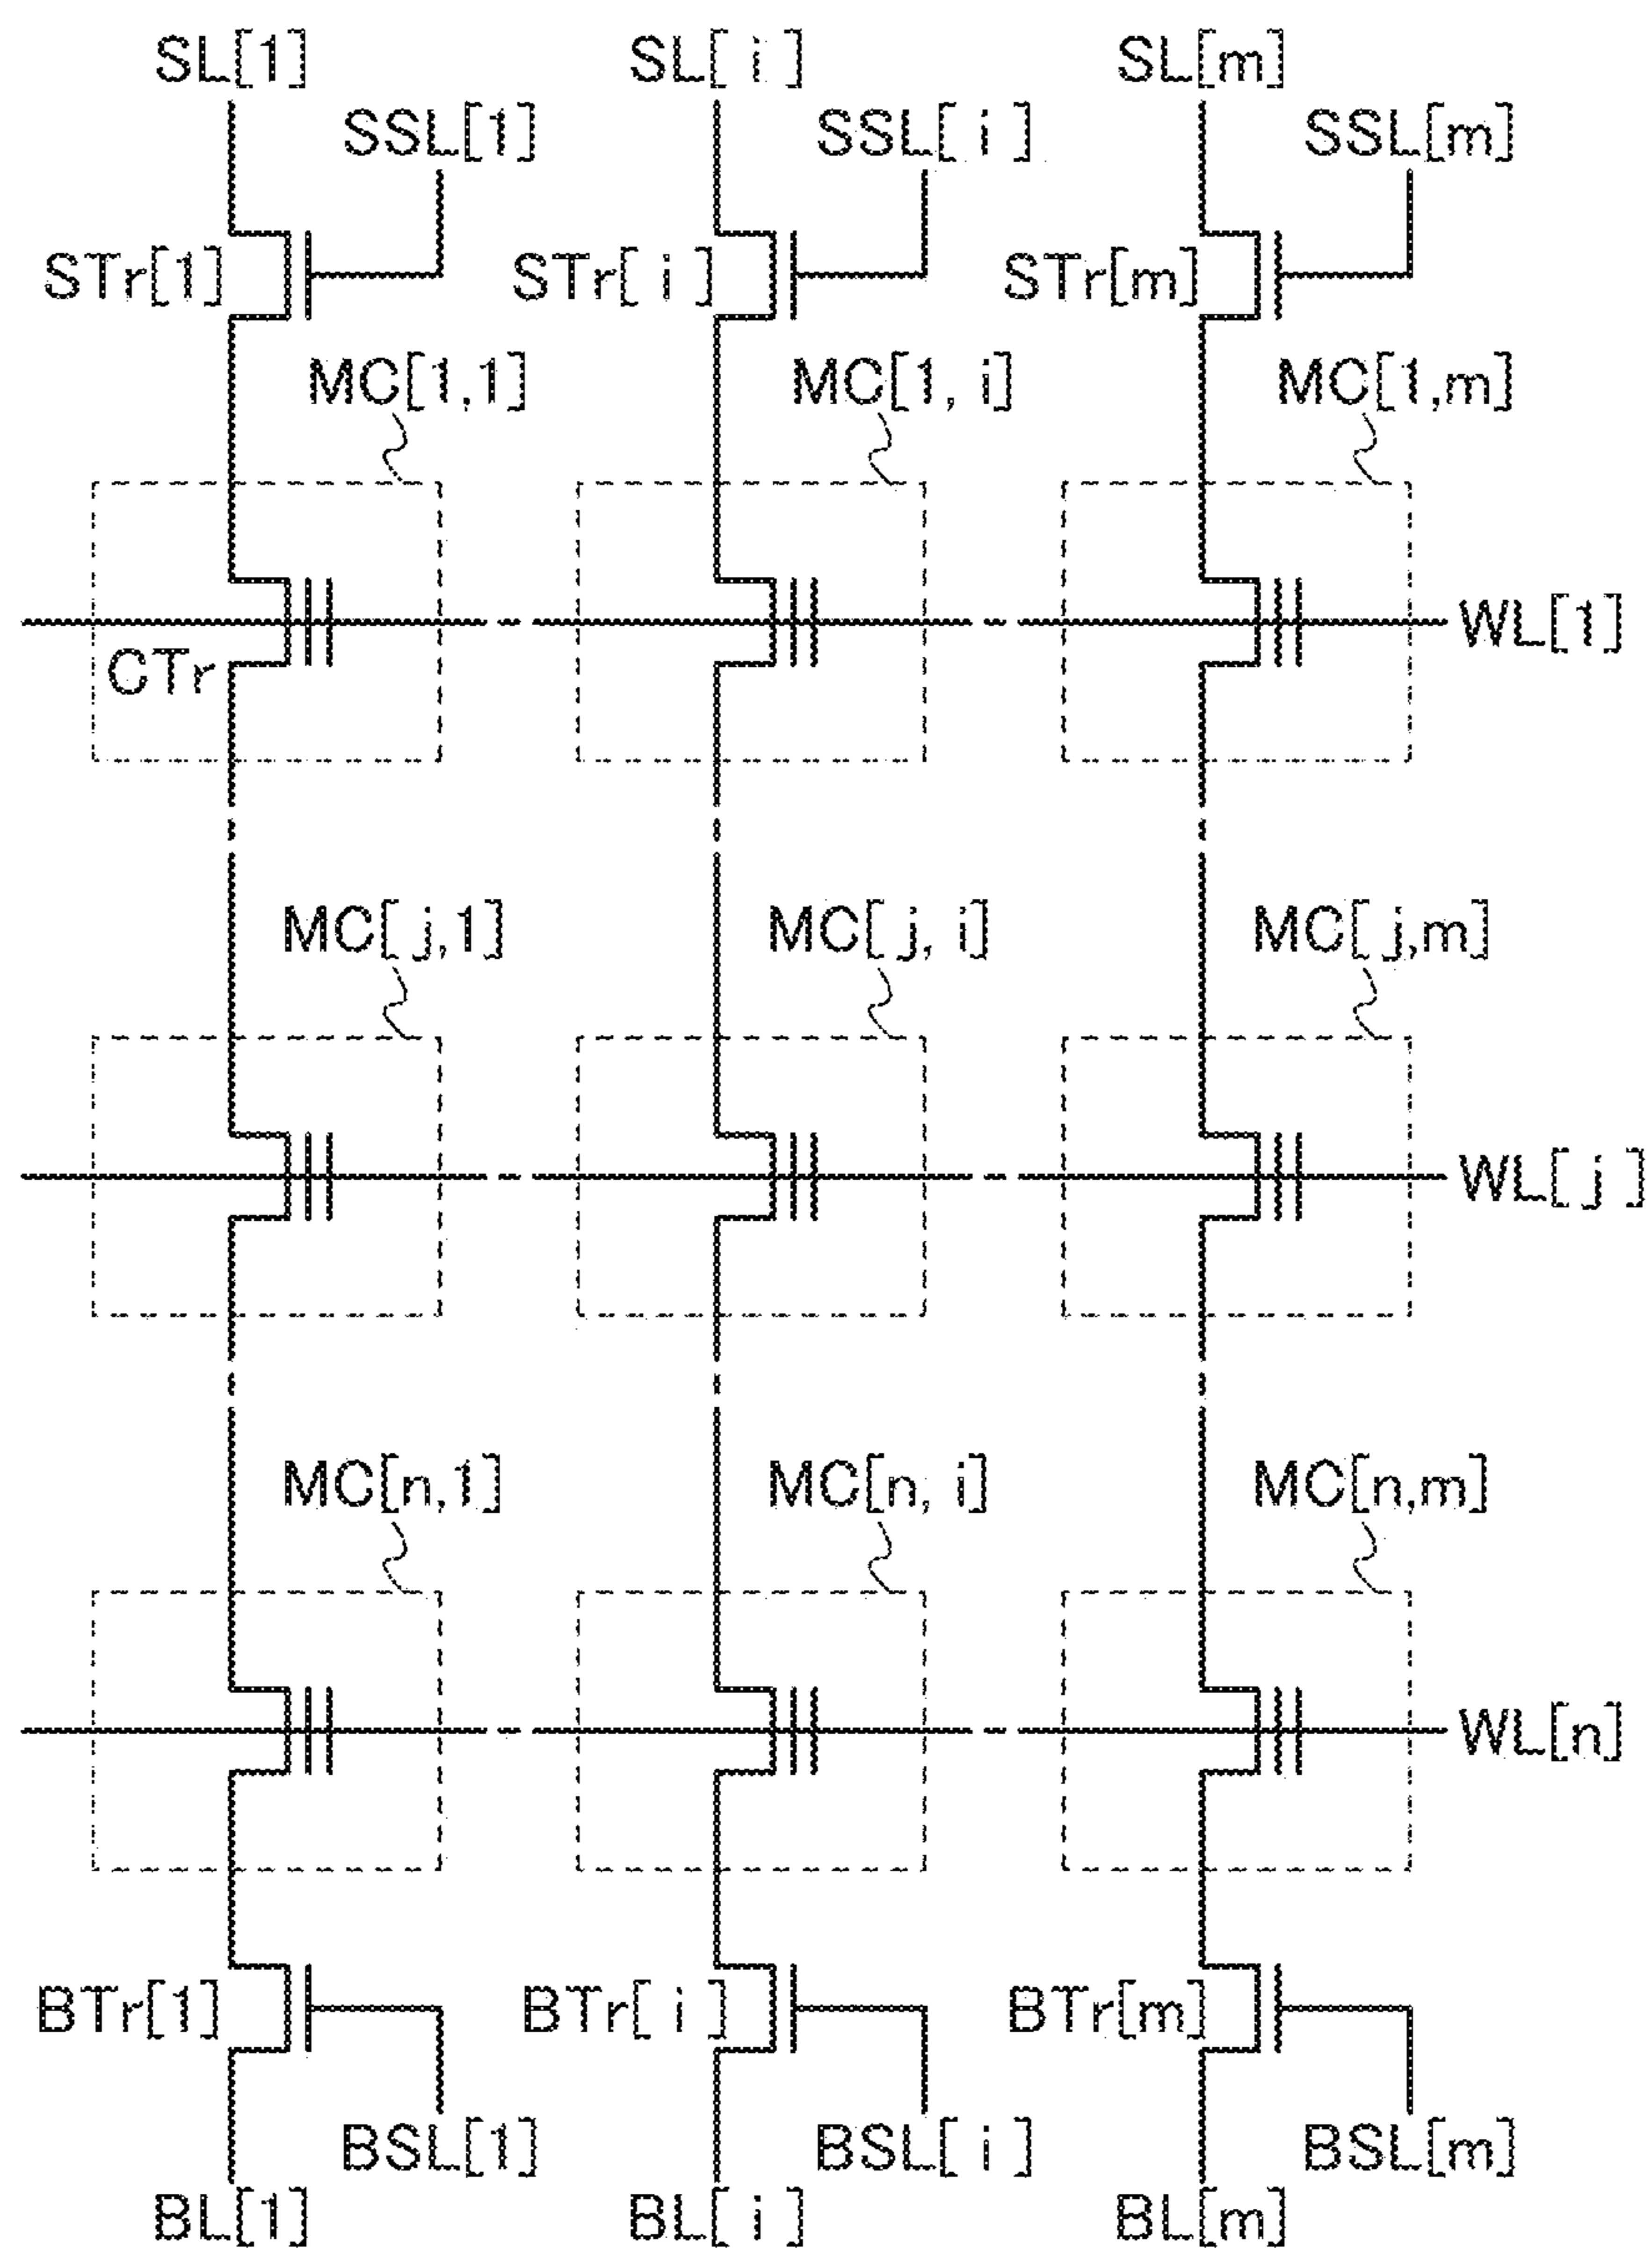 SL[1] SL[ i ] SL[m]
SSL[1] SSL[ i ] SSL[m]
STr[1] STr[ i ] STr[m]
MC[1,1] MC[1, i] MC[1,m]
WL[1]
CTr
MC[ j,1] MC[ j, i] MC[ j,m]
WL[ j ]
MC[n,1] MC[n, i] MC[n,m]
WL[n]
BTr[1] BTr[ i ] BTr[m]
BSL[1] BSL[ i ] BSL[m]
BL[1] BL[ i ] BL[m]